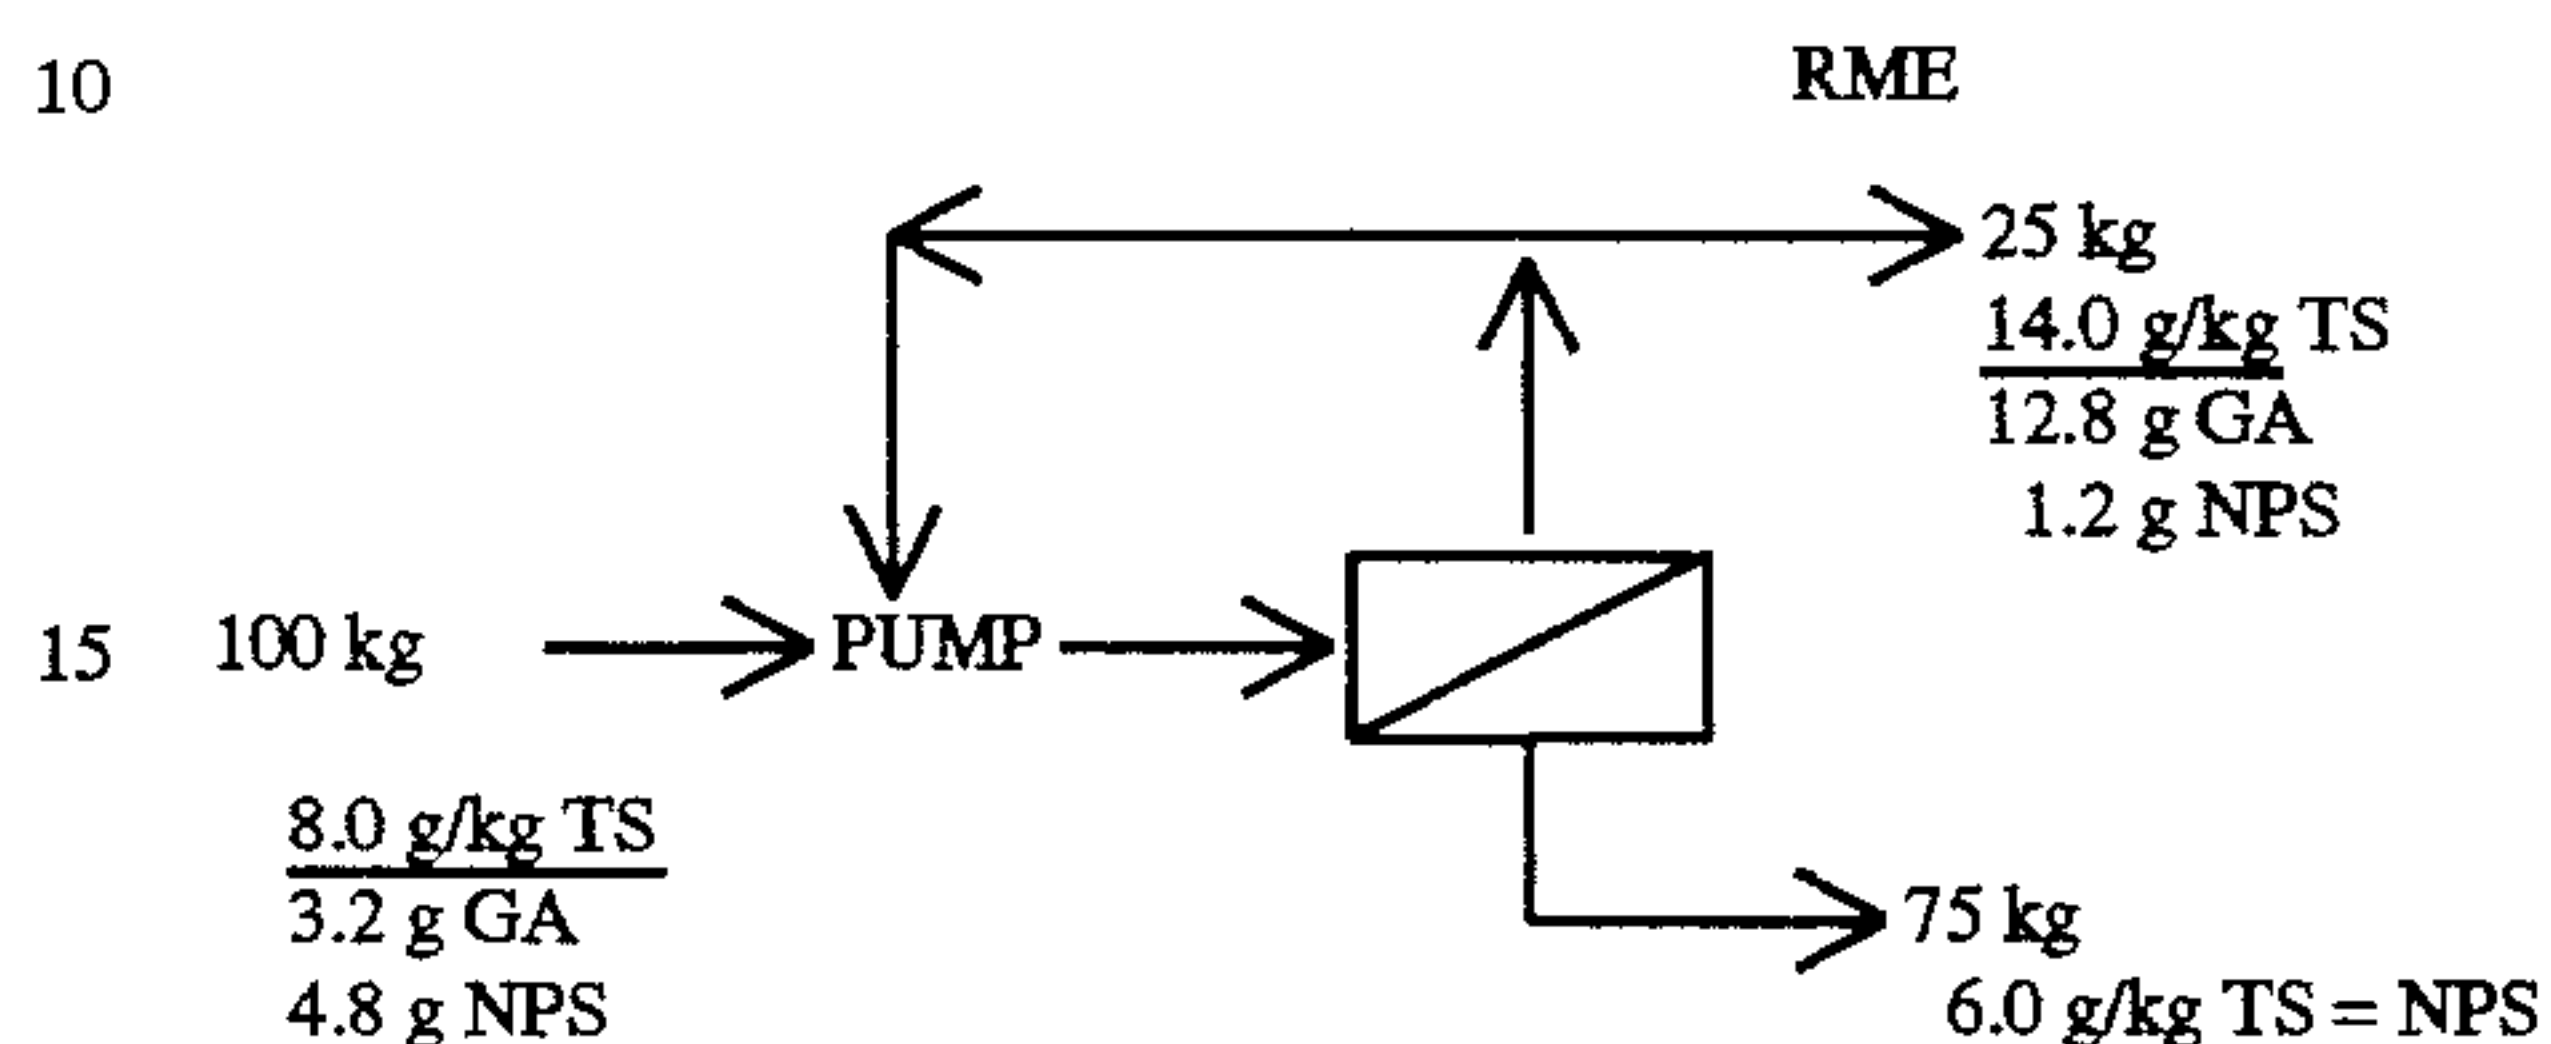 10
RME
25 kg
14.0 g/kg TS
12.8 g GA
1.2 g NPS
15 100 kg PUMP
8.0 g/kg TS
3.2 g GA
4.8 g NPS
75 kg
6.0 g/kg TS = NPS